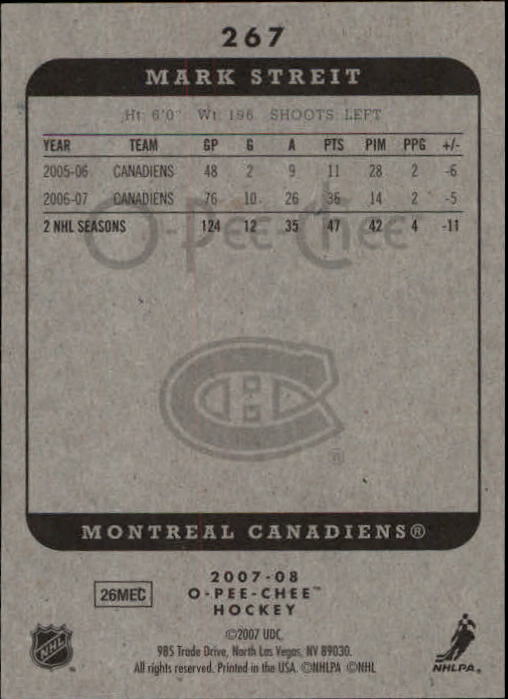 267
MARK STREIT
Ht: 6'0" Wt: 196 SHOOTS: LEFT
YEAR TEAM GP G A PTS PIM PPG +/-
2005-06 CANADIENS 48 2 9 11 28 2 -6
2006-07 CANADIENS 76 10 26 36 14 2 -5
2 NHL SEASONS 124 12 35 47 42 4 -11
O-Pee-Chee
®
MONTREAL CANADIENS®
2007-08
26MEC
O-PEE-CHEE™
HOCKEY
©2007 UDC.
985 Trade Drive, North Las Vegas, NV 89030.
All rights reserved. Printed in the USA. ©NHLPA ©NHL
NHL
NHLPA